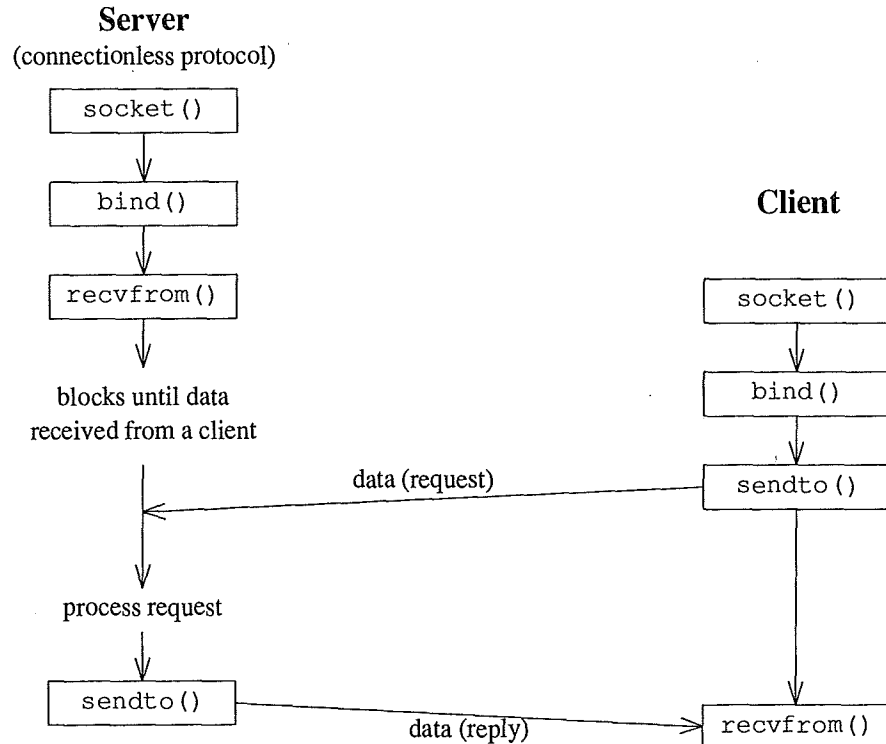 Server
(connectionless protocol)
socket()
bind()
recvfrom()
blocks until data
received from a client
process request
sendto()
Client
socket()
bind()
sendto()
recvfrom()
data (request)
data (reply)